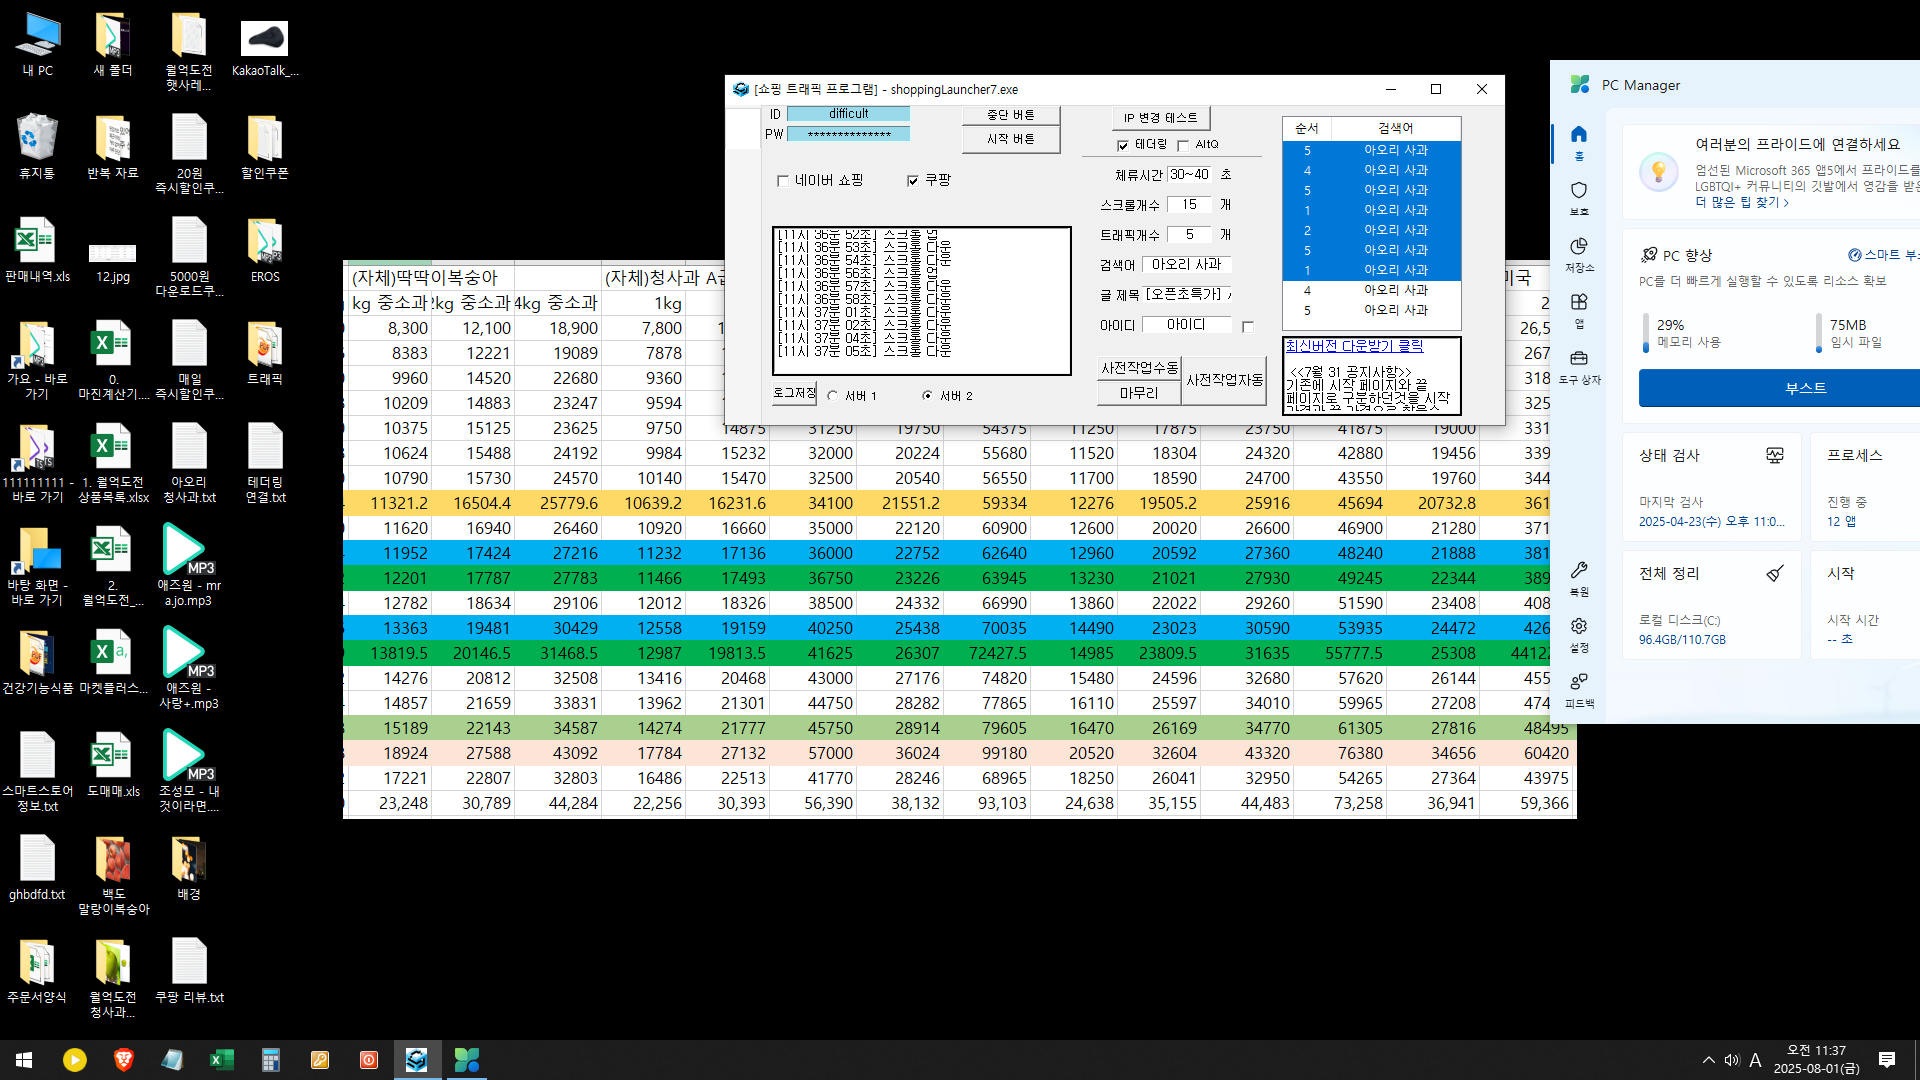 내 PC
새 폴더
월억도전
햇사레...
KakaoTalk_...
휴지통
반복 자료
20원
즉시할인쿠...
할인쿠폰
판매내역.xls
12.jpg
5000원
다운로드쿠...
EROS
가요 - 바로
가기
0.
마진계산기....
매일
즉시할인쿠...
트래픽
111111111 -
바로 가기
1. 월억도전
상품목록.xlsx
아오리
청사과.txt
테더링
연결.txt
바탕 화면 -
바로 가기
2.
월억도전_...
애즈원 - mr
a.jo.mp3
건강기능식품
마켓플러스...
애즈원 -
사랑+.mp3
스마트스토어
정보.txt
도매매.xls
조성모 - 내
것이라면....
ghbdfd.txt
백도
말랑이복숭아
배경
주문서양식
월억도전
청사과...
쿠팡 리뷰.txt
[쇼핑 트래픽 프로그램] - shoppingLauncher7.exe
ID difficult
PW **************
중단 버튼
시작 버튼
네이버 쇼핑
쿠팡
[11시 36분 52초] 스크롤 업
[11시 36분 53초] 스크롤 다운
[11시 36분 54초] 스크롤 다운
[11시 36분 56초] 스크롤 업
[11시 36분 57초] 스크롤 다운
[11시 36분 58초] 스크롤 다운
[11시 37분 01초] 스크롤 다운
[11시 37분 02초] 스크롤 다운
[11시 37분 04초] 스크롤 다운
[11시 37분 05초] 스크롤 다운
로그저장
서버 1
서버 2
IP 변경 테스트
테더링
AltQ
체류시간 30~40 초
스크롤개수 15 개
트래픽개수 5 개
검색어 아오리 사과
글 제목 [오픈초특가]
아이디 아이디
사전작업수동
사전작업자동
마무리
순서 검색어
5 아오리 사과
4 아오리 사과
5 아오리 사과
1 아오리 사과
2 아오리 사과
5 아오리 사과
1 아오리 사과
4 아오리 사과
5 아오리 사과
최신버전 다운받기 클릭
<<7월 31 공지사항>>
기존에 시작 페이지와 끝
페이지로 구분하던것을 시작
(자체)딱딱이복숭아 (자체)청사과 A급 미국
kg 중소과 2kg 중소과 4kg 중소과 1kg 2
8,300 12,100 18,900 7,800 26,5
8383 12221 19089 7878 267
9960 14520 22680 9360 318
10209 14883 23247 9594 325
10375 15125 23625 9750 14875 31250 19750 54375 11250 17875 23750 41875 19000 331
10624 15488 24192 9984 15232 32000 20224 55680 11520 18304 24320 42880 19456 339
10790 15730 24570 10140 15470 32500 20540 56550 11700 18590 24700 43550 19760 344
11321.2 16504.4 25779.6 10639.2 16231.6 34100 21551.2 59334 12276 19505.2 25916 45694 20732.8 361
11620 16940 26460 10920 16660 35000 22120 60900 12600 20020 26600 46900 21280 371
11952 17424 27216 11232 17136 36000 22752 62640 12960 20592 27360 48240 21888 381
12201 17787 27783 11466 17493 36750 23226 63945 13230 21021 27930 49245 22344 389
12782 18634 29106 12012 18326 38500 24332 66990 13860 22022 29260 51590 23408 408
13363 19481 30429 12558 19159 40250 25438 70035 14490 23023 30590 53935 24472 426
13819.5 20146.5 31468.5 12987 19813.5 41625 26307 72427.5 14985 23809.5 31635 55777.5 25308 4412
14276 20812 32508 13416 20468 43000 27176 74820 15480 24596 32680 57620 26144 455
14857 21659 33831 13962 21301 44750 28282 77865 16110 25597 34010 59965 27208 474
15189 22143 34587 14274 21777 45750 28914 79605 16470 26169 34770 61305 27816 48495
18924 27588 43092 17784 27132 57000 36024 99180 20520 32604 43320 76380 34656 60420
17221 22807 32803 16486 22513 41770 28246 68965 18250 26041 32950 54265 27364 43975
23,248 30,789 44,284 22,256 30,393 56,390 38,132 93,103 24,638 35,155 44,483 73,258 36,941 59,366
PC Manager
홈
보호
저장소
앱
도구 상자
복원
설정
피드백
여러분의 프라이드에 연결하세요
엄선된 Microsoft 365 앱5에서 프라이드를
LGBTQI+ 커뮤니티의 깃발에서 영감을 받은
더 많은 팁 찾기 >
PC 향상
스마트 부스
PC를 더 빠르게 실행할 수 있도록 리소스 확보
29%
메모리 사용
75MB
임시 파일
부스트
상태 검사
마지막 검사
2025-04-23(수) 오후 11:0...
프로세스
진행 중
12 앱
전체 정리
로컬 디스크(C:)
96.4GB/110.7GB
시작
시작 시간
-- 초
A
오전 11:37
2025-08-01(금)